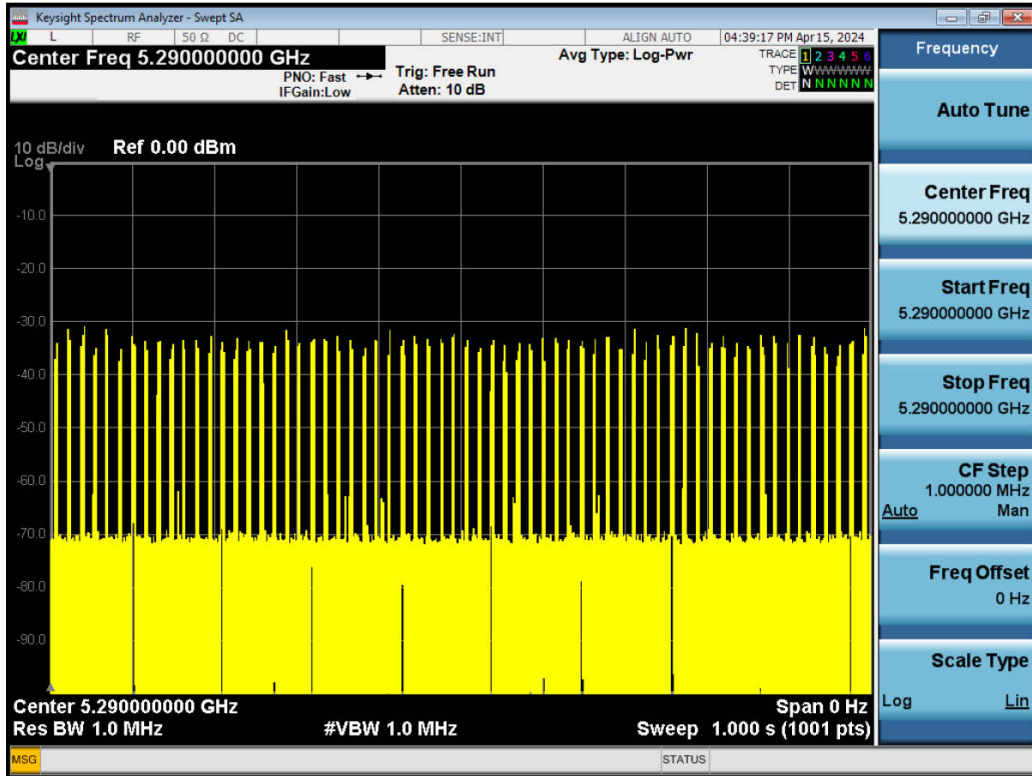 Keysight Spectrum Analyzer - Swept SA
LXI L RF 50 Ω DC SENSE:INT ALIGN AUTO 04:39:17 PM Apr 15, 2024
Center Freq 5.290000000 GHz
PNO: Fast
IFGain:Low
Trig: Free Run
Atten: 10 dB
Avg Type: Log-Pwr
TRACE 1 2 3 4 5 6
TYPE WWWWWWW
DET N N N N N N
10 dB/div Ref 0.00 dBm
Log
-10.0
-20.0
-30.0
-40.0
-50.0
-60.0
-70.0
-80.0
-90.0
Center 5.290000000 GHz Span 0 Hz
Res BW 1.0 MHz #VBW 1.0 MHz Sweep 1.000 s (1001 pts)
MSG STATUS
Frequency
Auto Tune
Center Freq
5.290000000 GHz
Start Freq
5.290000000 GHz
Stop Freq
5.290000000 GHz
CF Step
1.000000 MHz
Auto Man
Freq Offset
0 Hz
Scale Type
Log Lin